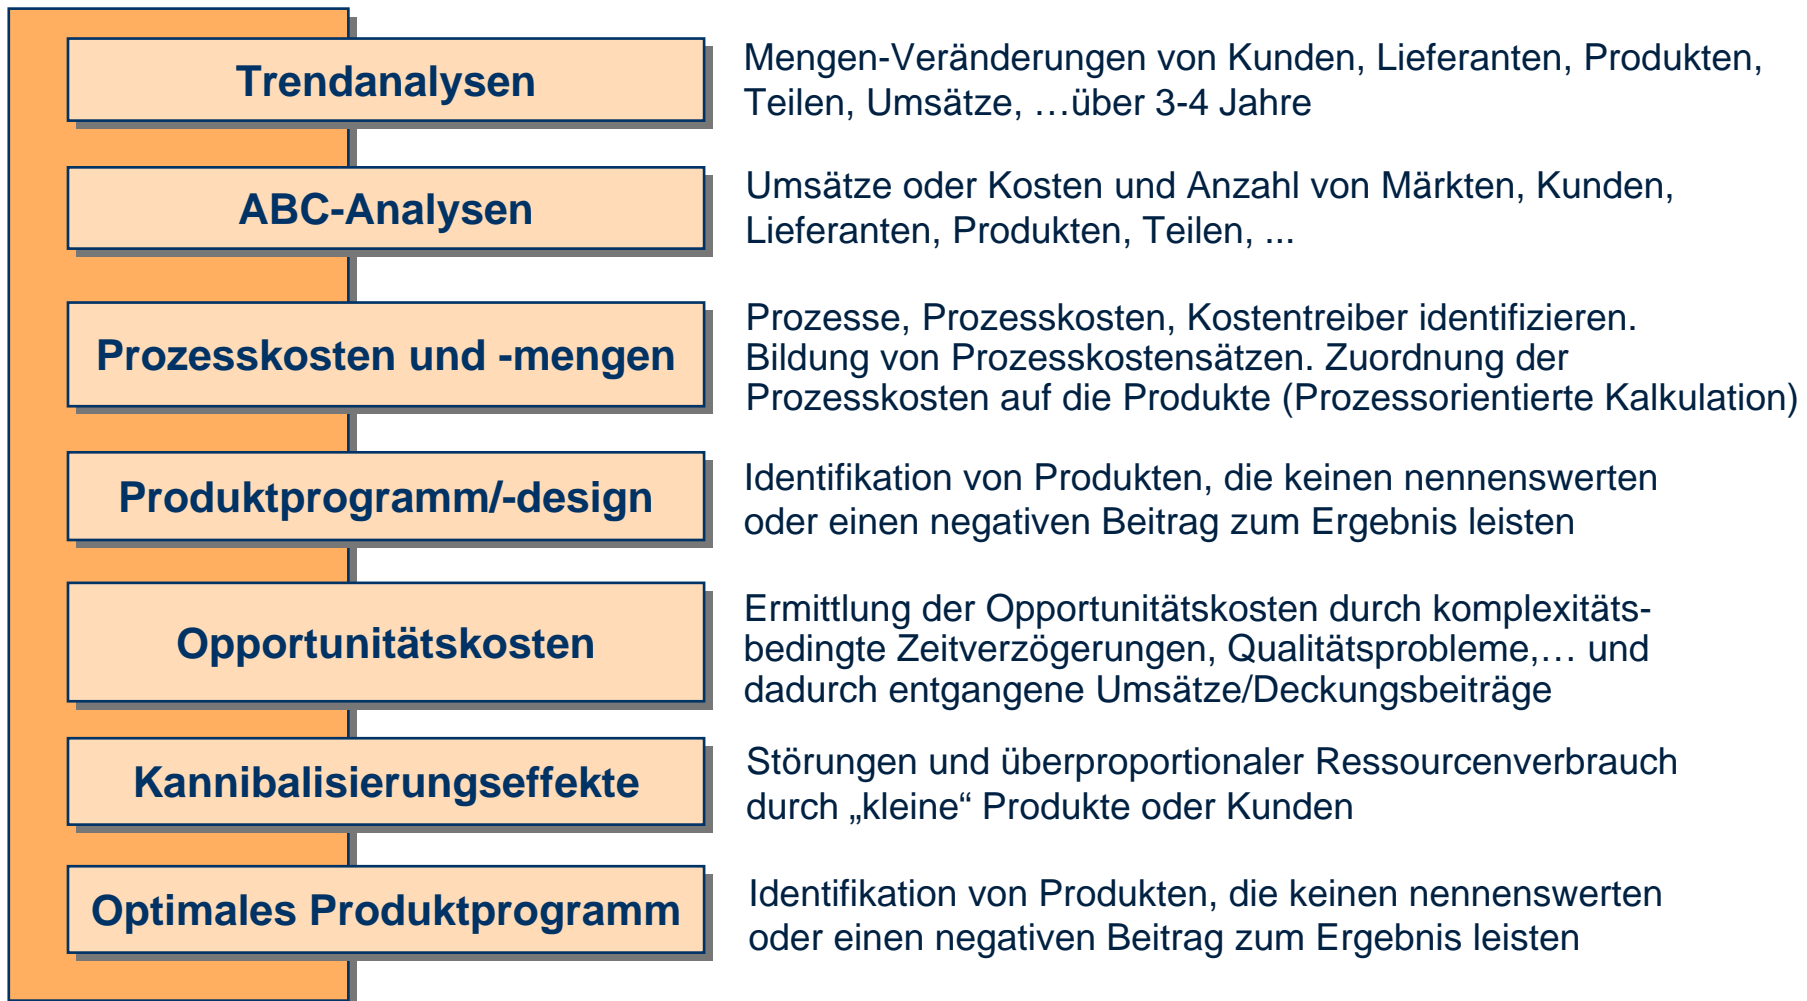 Trendanalysen
Mengen-Veränderungen von Kunden, Lieferanten, Produkten,
Teilen, Umsätze, …über 3-4 Jahre
ABC-Analysen
Umsätze oder Kosten und Anzahl von Märkten, Kunden,
Lieferanten, Produkten, Teilen, ...
Prozesskosten und -mengen
Prozesse, Prozesskosten, Kostentreiber identifizieren.
Bildung von Prozesskostensätzen. Zuordnung der
Prozesskosten auf die Produkte (Prozessorientierte Kalkulation)
Produktprogramm/-design
Identifikation von Produkten, die keinen nennenswerten
oder einen negativen Beitrag zum Ergebnis leisten
Opportunitätskosten
Ermittlung der Opportunitätskosten durch komplexitäts-
bedingte Zeitverzögerungen, Qualitätsprobleme,… und
dadurch entgangene Umsätze/Deckungsbeiträge
Kannibalisierungseffekte
Störungen und überproportionaler Ressourcenverbrauch
durch „kleine“ Produkte oder Kunden
Optimales Produktprogramm
Identifikation von Produkten, die keinen nennenswerten
oder einen negativen Beitrag zum Ergebnis leisten